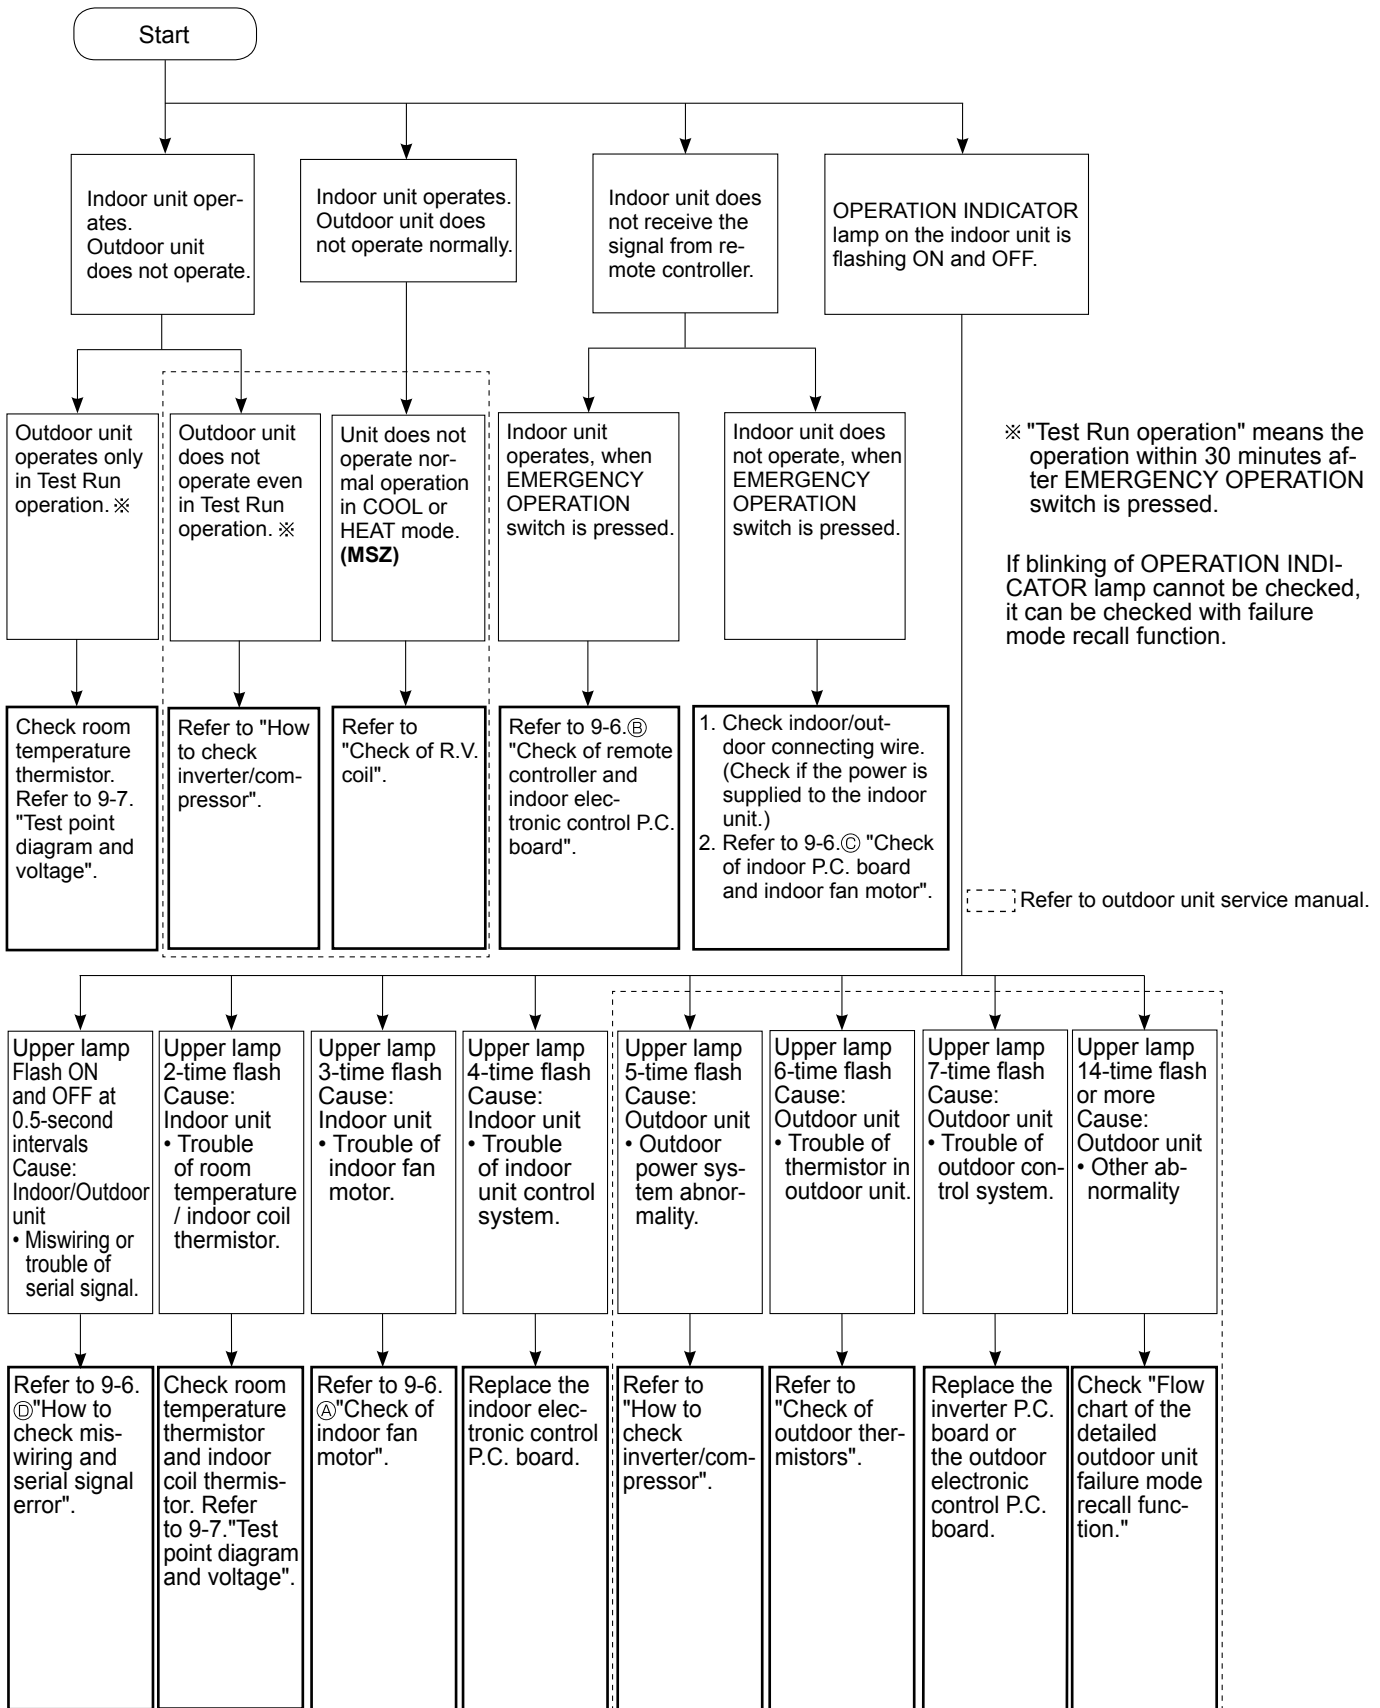 Start
Indoor unit oper-
ates.
Outdoor unit
does not operate.
Indoor unit operates.
Outdoor unit does
not operate normally.
Indoor unit does
not receive the
signal from re-
mote controller.
OPERATION INDICATOR
lamp on the indoor unit is
flashing ON and OFF.
Outdoor unit
operates only
in Test Run
operation. ※
Outdoor unit
does not
operate even
in Test Run
operation. ※
Unit does not
operate nor-
mal operation
in COOL or
HEAT mode.
(MSZ)
Indoor unit
operates, when
EMERGENCY
OPERATION
switch is pressed.
Indoor unit does
not operate, when
EMERGENCY
OPERATION
switch is pressed.
※ "Test Run operation" means the
operation within 30 minutes af-
ter EMERGENCY OPERATION
switch is pressed.
If blinking of OPERATION INDI-
CATOR lamp cannot be checked,
it can be checked with failure
mode recall function.
Check room
temperature
thermistor.
Refer to 9-7.
"Test point
diagram and
voltage".
Refer to "How
to check
inverter/com-
pressor".
Refer to
"Check of R.V.
coil".
Refer to 9-6.Ⓑ
"Check of remote
controller and
indoor elec-
tronic control P.C.
board".
1. Check indoor/out-
door connecting wire.
(Check if the power is
supplied to the indoor
unit.)
2. Refer to 9-6.Ⓒ "Check
of indoor P.C. board
and indoor fan motor".
Refer to outdoor unit service manual.
Upper lamp
Flash ON
and OFF at
0.5-second
intervals
Cause:
Indoor/Outdoor
unit
• Miswiring or
trouble of
serial signal.
Upper lamp
2-time flash
Cause:
Indoor unit
• Trouble
of room
temperature
/ indoor coil
thermistor.
Upper lamp
3-time flash
Cause:
Indoor unit
• Trouble of
indoor fan
motor.
Upper lamp
4-time flash
Cause:
Indoor unit
• Trouble
of indoor
unit control
system.
Upper lamp
5-time flash
Cause:
Outdoor unit
• Outdoor
power sys-
tem abnor-
mality.
Upper lamp
6-time flash
Cause:
Outdoor unit
• Trouble of
thermistor in
outdoor unit.
Upper lamp
7-time flash
Cause:
Outdoor unit
• Trouble of
outdoor con-
trol system.
Upper lamp
14-time flash
or more
Cause:
Outdoor unit
• Other ab-
normality
Refer to 9-6.
Ⓓ"How to
check mis-
wiring and
serial signal
error".
Check room
temperature
thermistor
and indoor
coil thermis-
tor. Refer
to 9-7."Test
point diagram
and voltage".
Refer to 9-6.
Ⓐ"Check of
indoor fan
motor".
Replace the
indoor elec-
tronic control
P.C. board.
Refer to
"How to
check
inverter/com-
pressor".
Refer to
"Check of
outdoor ther-
mistors".
Replace the
inverter P.C.
board or
the outdoor
electronic
control P.C.
board.
Check "Flow
chart of the
detailed
outdoor unit
failure mode
recall func-
tion."